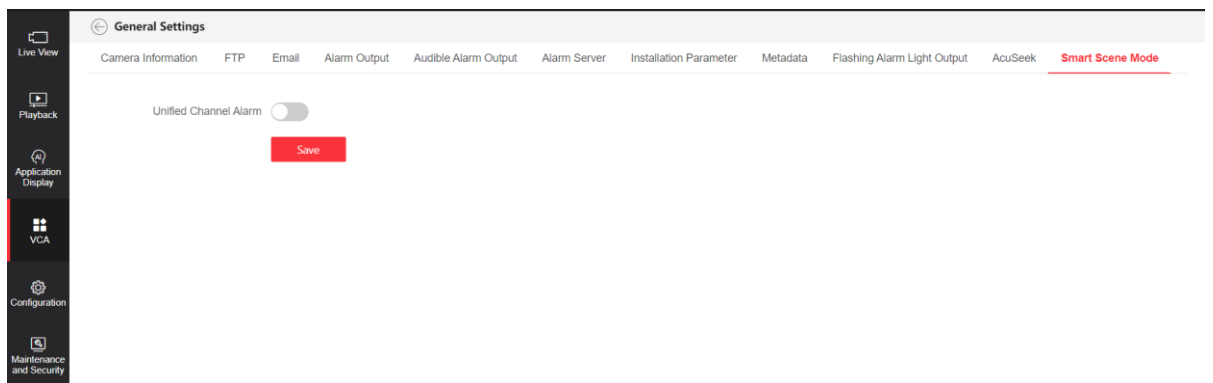 General Settings
Live View
Camera Information FTP Email Alarm Output Audible Alarm Output Alarm Server Installation Parameter Metadata Flashing Alarm Light Output AcuSeek Smart Scene Mode
Playback
Unified Channel Alarm
Save
AI
Application
Display
VCA
Configuration
Maintenance
and Security